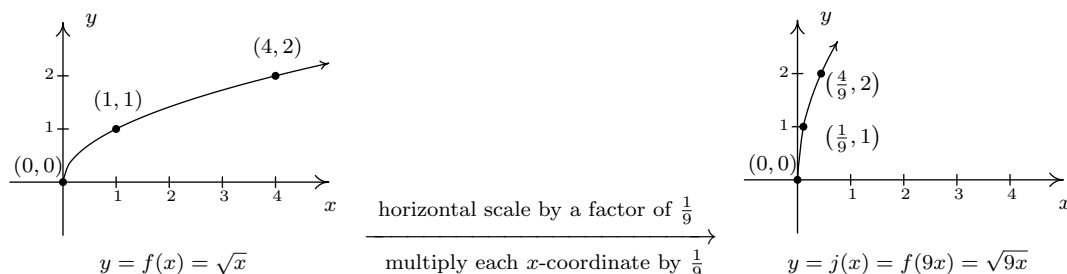 y
(4, 2)
2
(1, 1)
1
(0, 0)
1 2 3 4
x
y = f(x) = √x
horizontal scale by a factor of 1/9
multiply each x-coordinate by 1/9
y
2
(4/9, 2)
1
(1/9, 1)
(0, 0)
1 2 3 4
x
y = j(x) = f(9x) = √9x